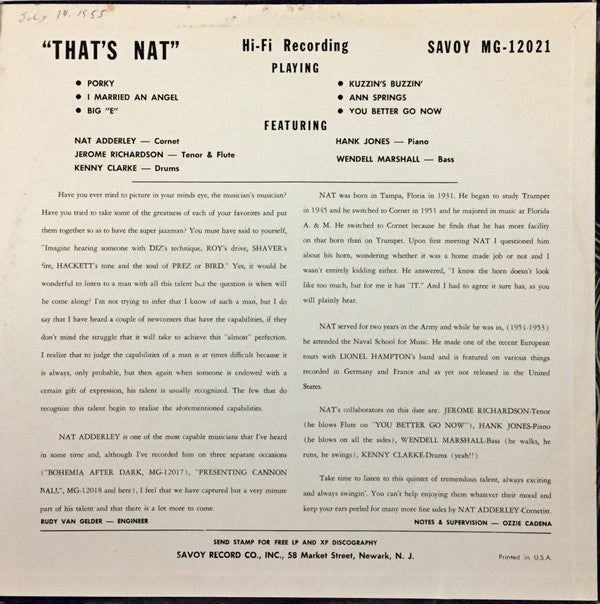 July 14, 1955
"THAT'S NAT" Hi-Fi Recording SAVOY MG-12021
PLAYING
● PORKY
● I MARRIED AN ANGEL
● BIG "E"
● KUZZIN'S BUZZIN'
● ANN SPRINGS
● YOU BETTER GO NOW
FEATURING
NAT ADDERLEY — Cornet
JEROME RICHARDSON — Tenor & Flute
KENNY CLARKE — Drums
HANK JONES — Piano
WENDELL MARSHALL — Bass
Have you ever tried to picture in your minds eye, the musician's musician?
Have you tried to take some of the greatness of each of your favorites and put
them together so as to have the super jazzman? You must have said to yourself,
"Imagine hearing someone with DIZ's technique, ROY's drive, SHAVER's
fire, HACKETT's tone and the soul of PREZ or BIRD." Yes, it would be
wonderful to listen to a man with all this talent but the question is when will
he come along? I'm not trying to infer that I know of such a man, but I do
say that I have heard a couple of newcomers that have the capabilities, if they
don't mind the struggle that it will take to achieve this "almost" perfection.
I realize that to judge the capabilities of a man is at times difficult because it
is always, only probable, but then again when someone is endowed with a
certain gift of expression, his talent is usually recognized. The few that do
recognize this talent begin to realize the aforementioned capabilities.
NAT ADDERLEY is one of the most capable musicians that I've heard
in some time and, although I've recorded him on three separate occasions
("BOHEMIA AFTER DARK, MG-12017), "PRESENTING CANNON
BALL", MG-12018 and here), I feel that we have captured but a very minute
part of his talent and that there is a lot more to come.
RUDY VAN GELDER — ENGINEER
NAT was born in Tampa, Floria in 1931. He began to study Trumpet
in 1945 and he switched to Cornet in 1951 and he majored in music at Florida
A. & M. He switched to Cornet because he finds that he has more facility
on that horn than on Trumpet. Upon first meeting NAT I questioned him
about his horn, wondering whether it was a home made job or not and I
wasn't entirely kidding either. He answered, "I know the horn doesn't look
like too much, but for me it has "IT." And I had to agree it sure has, as you
will plainly hear.
NAT served for two years in the Army and while he was in, (1951-1953)
he attended the Naval School for Music. He made one of the recent European
tours with LIONEL HAMPTON's band and is featured on various things
recorded in Germany and France and as yet not released in the United
States.
NAT's collaborators on this date are: JEROME RICHARDSON-Tenor
(he blows Flute on "YOU BETTER GO NOW"), HANK JONES-Piano
(he blows on all sides), WENDELL MARSHALL-Bass (he walks, he
runs, he swings), KENNY CLARKE-Drums (yeah!!)
Take time to listen to this quintet of tremendous talent, always exciting
and always swingin'. You can't help enjoying them whatever their mood and
keep your ears peeled for many more fine sides by NAT ADDERLEY Cornetist.
NOTES & SUPERVISION — OZZIE CADENA
SEND STAMP FOR FREE LP AND XP DISCOGRAPHY
SAVOY RECORD CO., INC., 58 Market Street, Newark, N. J.
Printed in U.S.A.